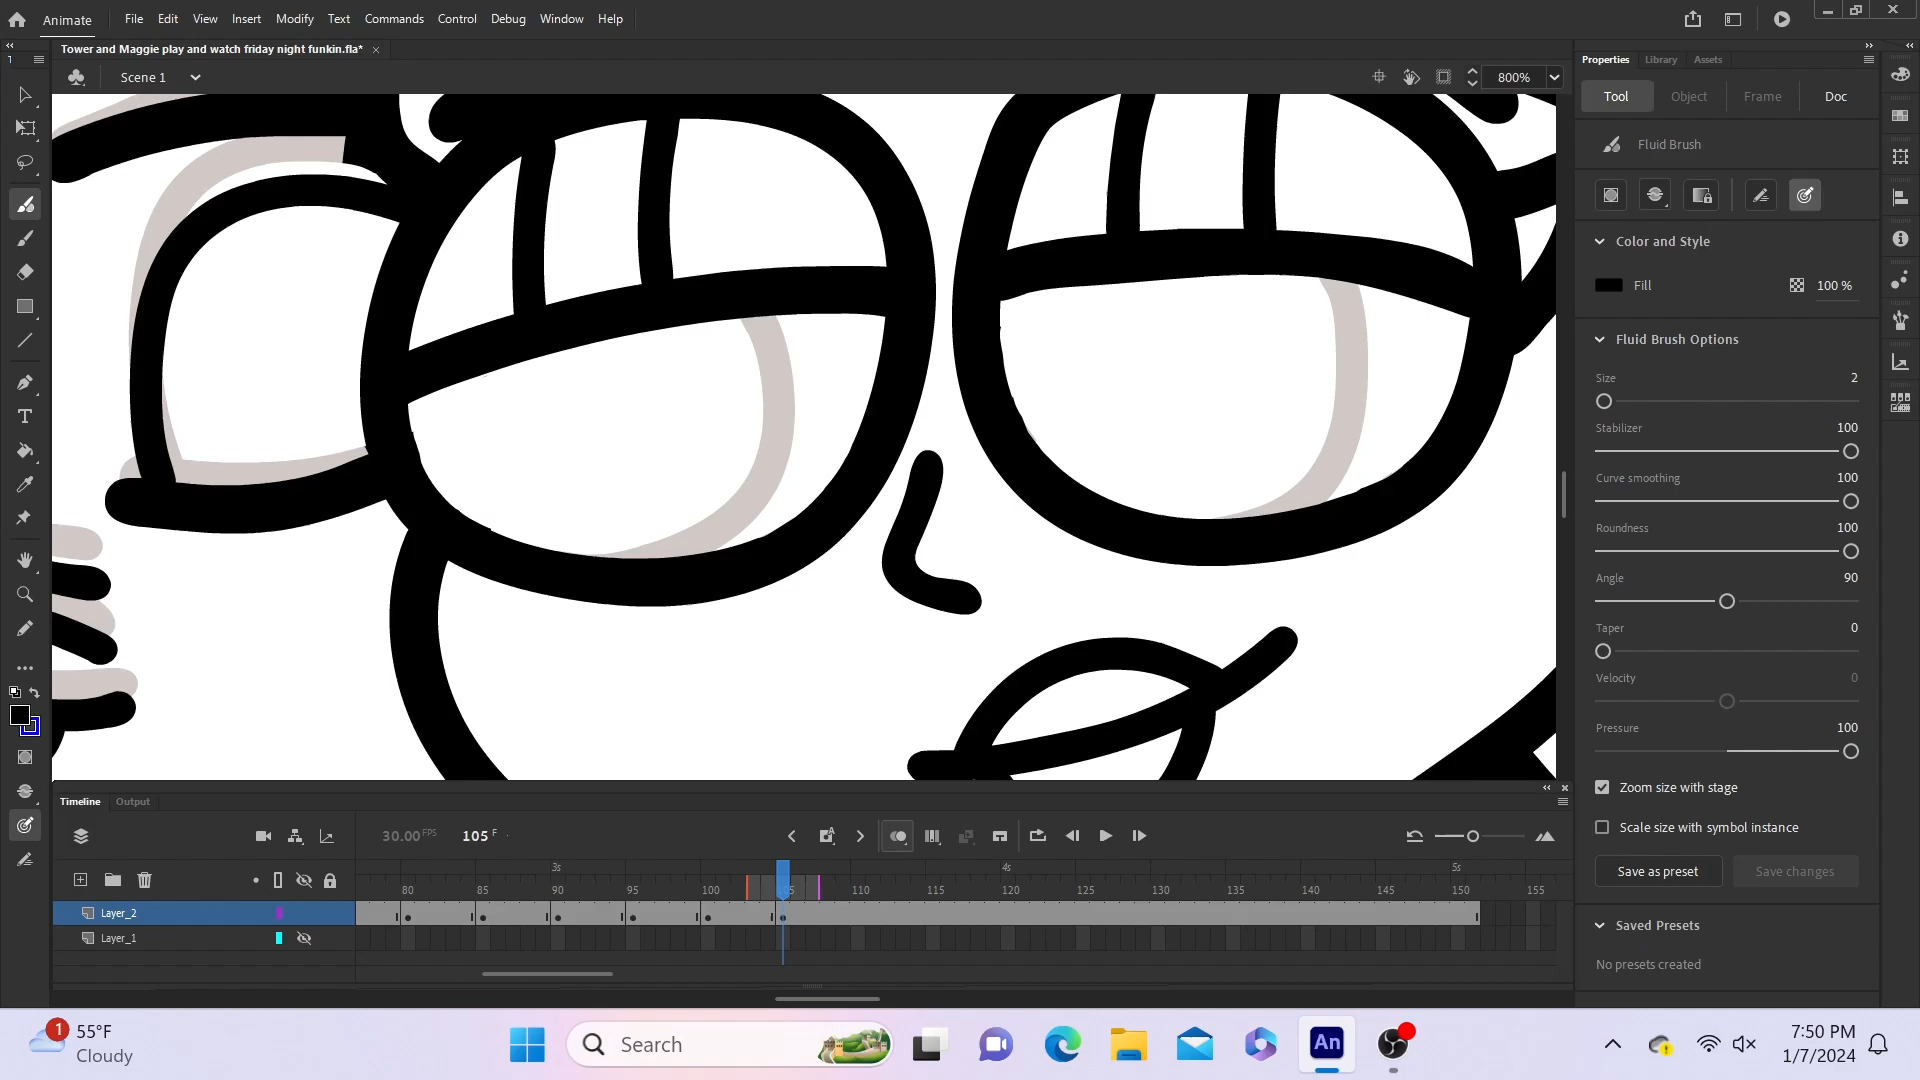 Animate
File Edit View Insert Modify Text Commands Control Debug Window Help
Tower and Maggie play and watch friday night funkin.fla* ×
Scene 1
800%
Properties Library Assets
Tool Object Frame Doc
Fluid Brush
Color and Style
Fill 100 %
Fluid Brush Options
Size 2
Stabilizer 100
Curve smoothing 100
Roundness 100
Angle 90
Taper 0
Velocity 0
Pressure 100
Zoom size with stage
Scale size with symbol instance
Save as preset Save changes
Saved Presets
No presets created
Timeline Output
30.00 FPS 105 F
3s 4s 5s
80 85 90 95 100 105 110 115 120 125 130 135 140 145 150 155
Layer_2
Layer_1
1
1
55°F
Cloudy
Search
An
7:50 PM
1/7/2024